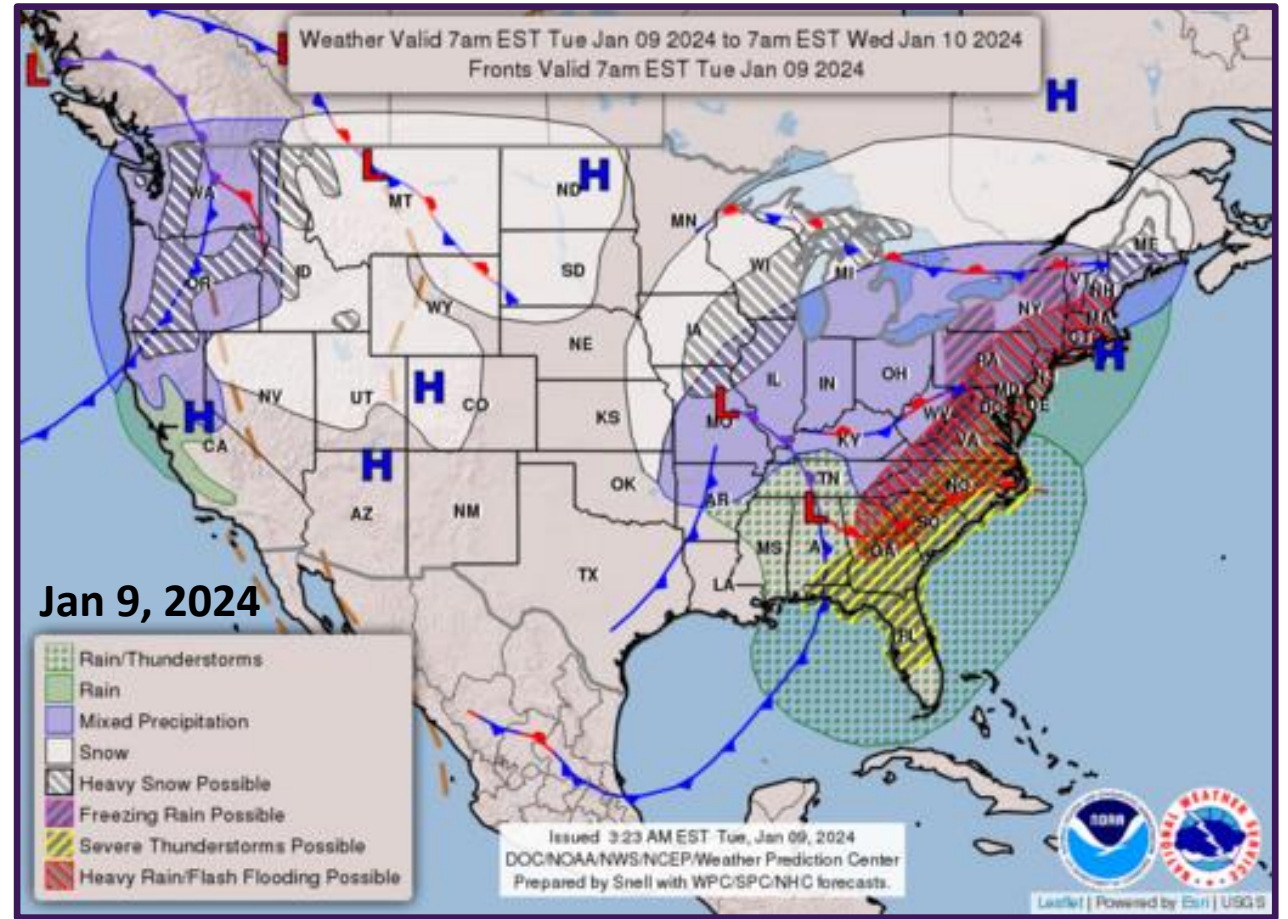 Weather Valid 7am EST Tue Jan 09 2024 to 7am EST Wed Jan 10 2024
Fronts Valid 7am EST Tue Jan 09 2024
L
H
L
H
H
WA
MT
ND
MN
ME
OR
ID
SD
WI
MI
VT
NH
NY
MA
CT
H
WY
IA
NE
PA
NJ
NV
UT
H
CO
IL
IN
OH
MD
DE
DC
WV
H
CA
KS
L
MO
KY
VA
H
OK
TN
NC
AZ
NM
AR
L
SC
MS
A
GA
TX
LA
FL
Jan 9, 2024
Rain/Thunderstorms
Rain
Mixed Precipitation
Snow
Heavy Snow Possible
Freezing Rain Possible
Severe Thunderstorms Possible
Heavy Rain/Flash Flooding Possible
Issued 3:23 AM EST Tue, Jan 09, 2024
DOC/NOAA/NWS/NCEP/Weather Prediction Center
Prepared by Snell with WPC/SPC/NHC forecasts.
NOAA
NATIONAL WEATHER SERVICE
Leaflet | Powered by Esri | USGS